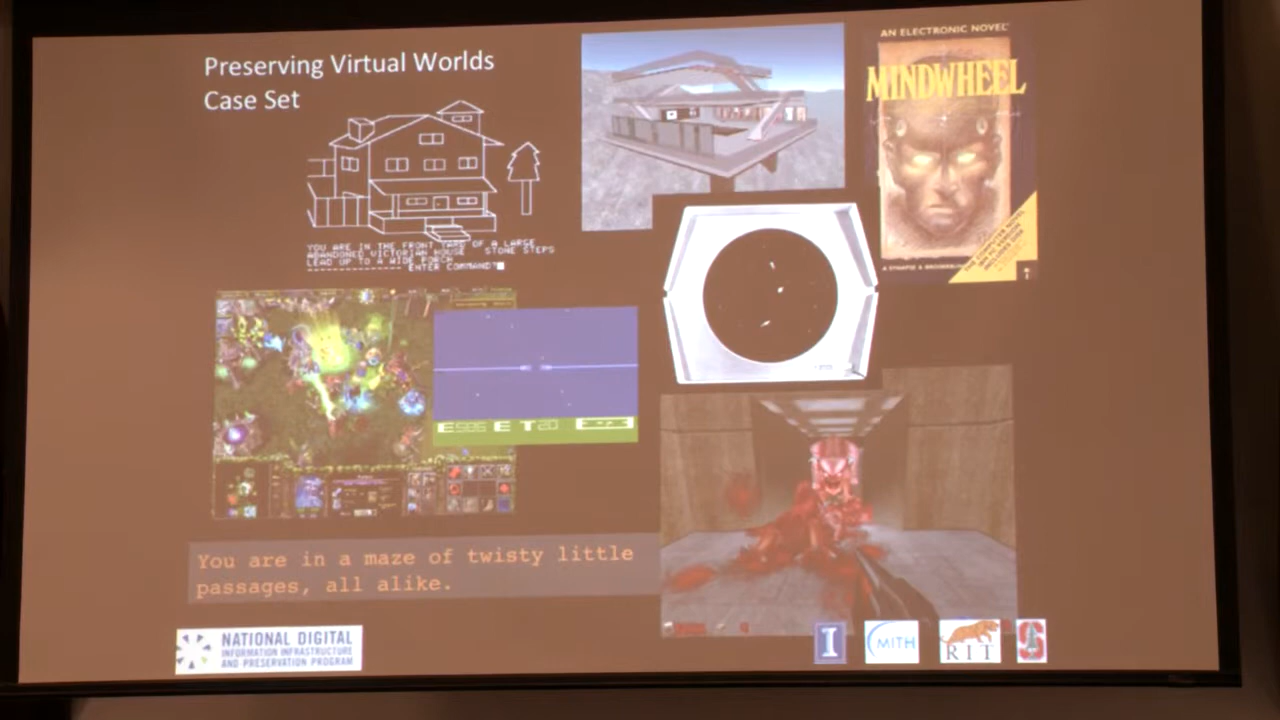 Preserving Virtual Worlds
Case Set
YOU ARE IN THE FRONT YARD OF A LARGE
ABANDONED VICTORIAN HOUSE STONE STEPS
LEAD UP TO A WIDE PORCH
ENTER COMMAND?
AN ELECTRONIC NOVEL
MINDWHEEL
INCLUDED
You are in a maze of twisty little
passages, all alike.
NATIONAL DIGITAL
INFORMATION INFRASTRUCTURE
AND PRESERVATION PROGRAM
I
MITH
RIT
S